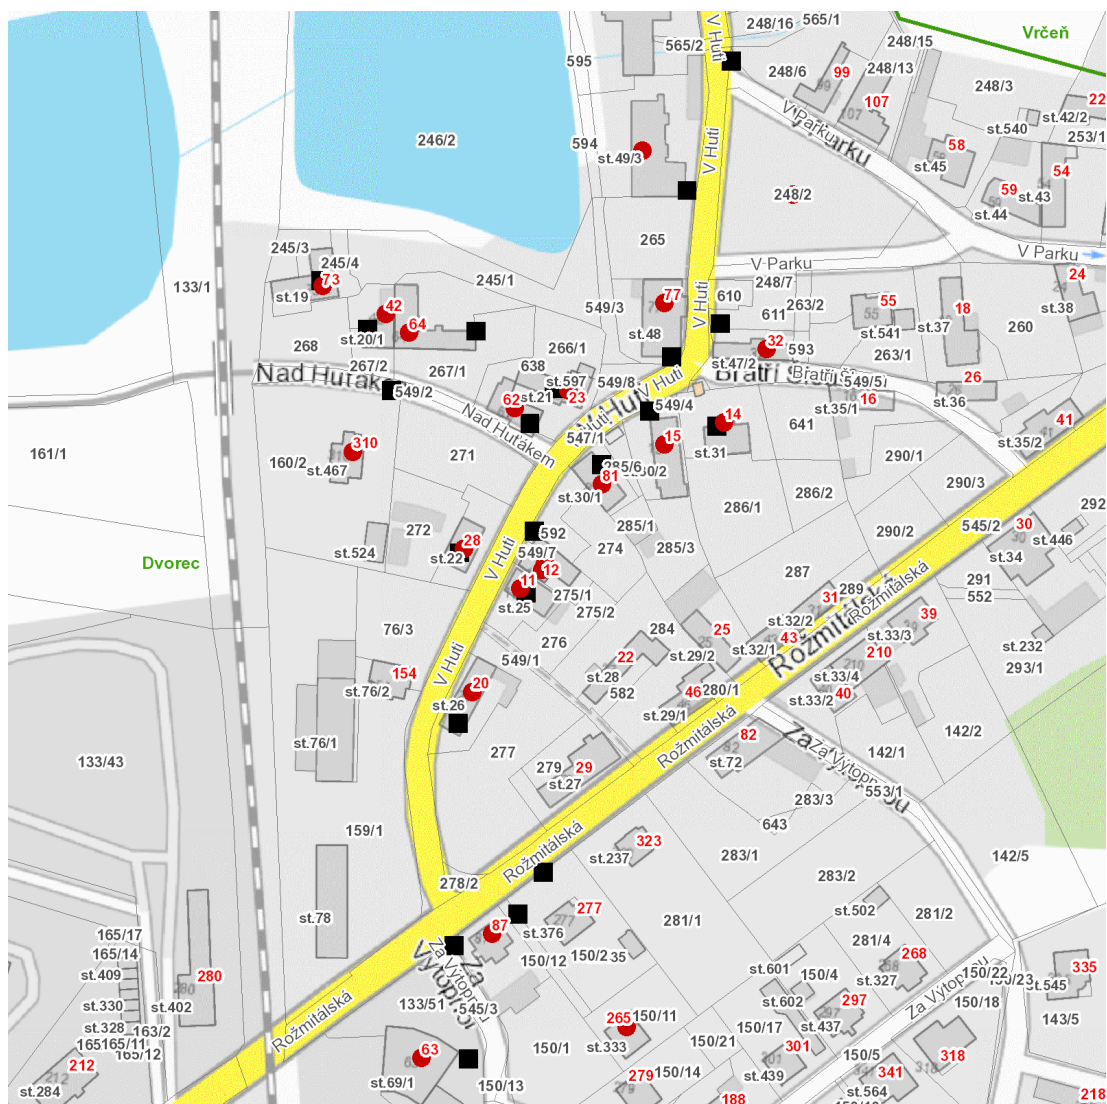 V Huti
248/16
565/1
565/2
Vrčeň
248/15
595
248/6
99
248/13
107
248/3
22
V Parku
st.42/2
st.540
253/1
246/2
594
st.49/3
V Huti
58
st.45
54
59
st.43
st.44
248/2
265
V Parku
V Parku
245/3
245/4
133/1
73
st.19
245/1
42
64
st.20/1
549/3
77
st.48
V Huti
610
248/7
263/2
611
55
st.541
18
st.37
24
st.38
260
32
593
263/1
st.47/2
268
267/2
267/1
266/1
638
Nad Huťákem
549/2
st.597
549/8
V Huti
st.21
23
62
Bratří
549/5
26
st.36
16
st.35/1
549/4
14
st.31
641
41
st.35/2
Nad Huťákem
547/1
15
161/1
310
160/2
st.467
271
285/6
81
st.30/1
286/1
286/2
290/1
290/3
292
272
28
st.22
st.524
592
549/7
V Huti
274
285/1
285/3
290/2
545/2
30
st.446
st.34
Dvorec
12
11
st.25
275/1
275/2
287
289
Rožmitálská
291
552
31
39
st.32/2
st.33/3
st.232
293/1
76/3
276
284
25
43
st.32/1
st.29/2
Rožmitálská
210
V Huti
549/1
154
st.76/2
20
st.26
22
st.28
582
46
280/1
st.29/1
st.33/4
40
st.33/2
Rožmitálská
st.76/1
277
279
29
st.27
82
st.72
142/1
142/2
Za Výtopnou
553/1
133/43
159/1
283/3
643
Rožmitálská
323
st.237
283/1
142/5
278/2
283/2
st.78
st.502
277
st.376
87
281/1
281/2
165/17
165/14
st.409
280
st.330
st.402
st.328
163/2
165/11
165/12
212
st.284
Rožmitálská
Za Výtopnou
150/12
150/2
35
281/4
268
st.327
st.601
150/4
st.602
297
st.437
Za Výtopnou
150/22
335
st.545
150/18
143/5
133/51
545/3
265
150/11
st.333
63
st.69/1
150/1
150/13
150/17
150/21
301
st.439
150/5
318
341
st.564
279
150/14
188
218